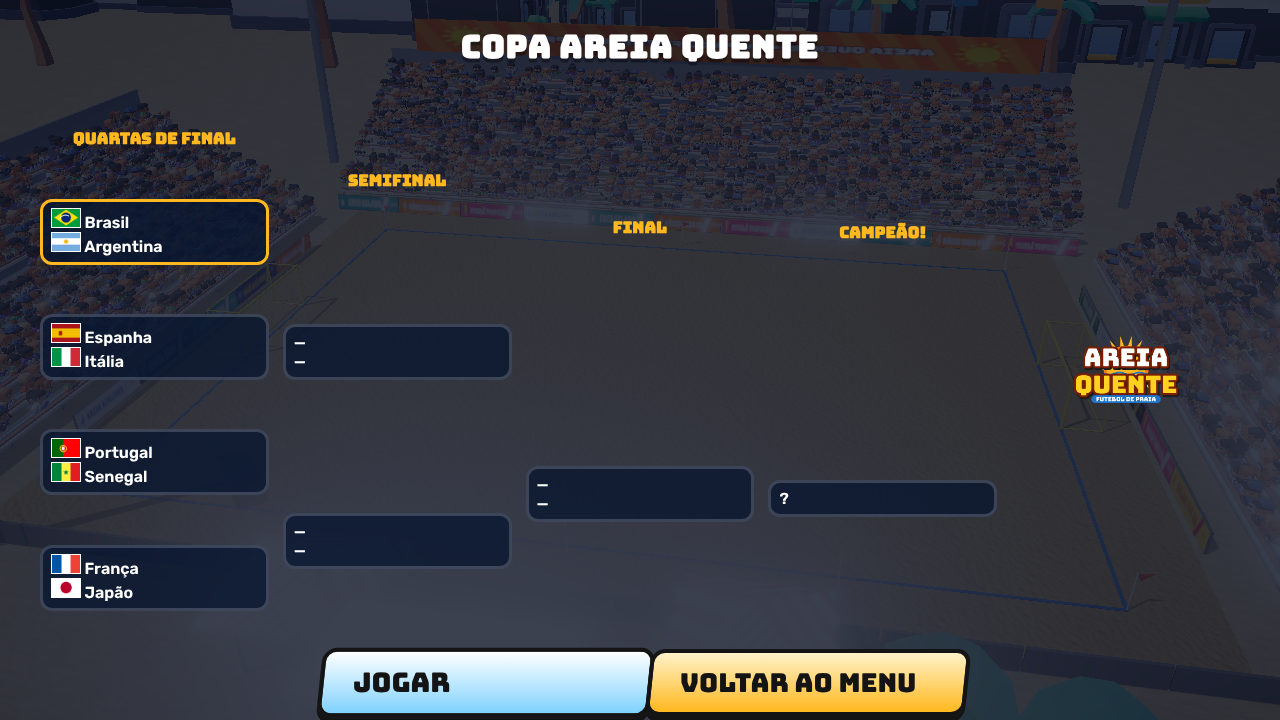 COPA AREIA QUENTE
QUARTAS DE FINAL
SEMIFINAL
FINAL
CAMPEÃO!
Brasil
Argentina
Espanha
Itália
Portugal
Senegal
França
Japão
–
–
–
–
–
–
?
AREIA
QUENTE
FUTEBOL DE PRAIA
JOGAR
VOLTAR AO MENU